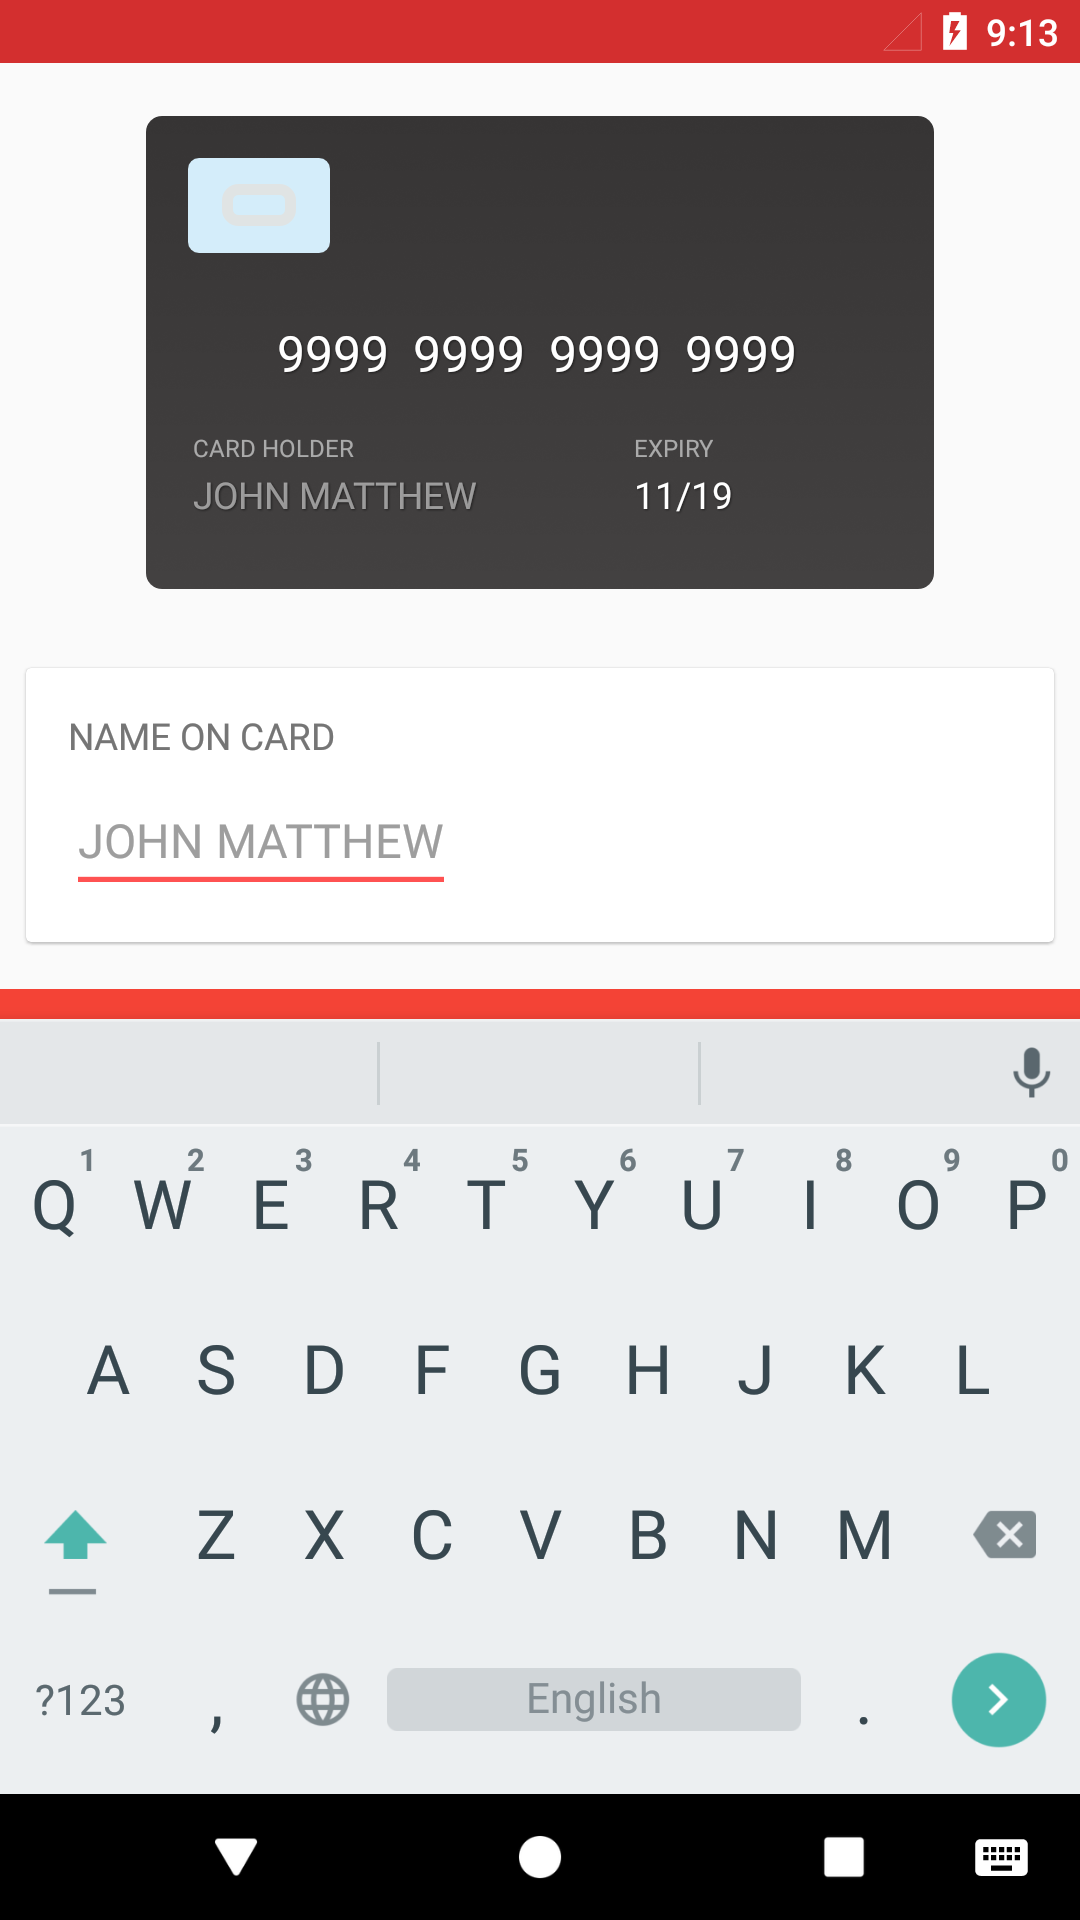 9:13
9999 9999 9999 9999
CARD HOLDER EXPIRY
JOHN MATTHEW 11/19
NAME ON CARD
JOHN MATTHEW
1 2 3 4 5 6 7 8 9 0
Q W E R T Y U I O P
A S D F G H J K L
Z X C V B N M
?123 , English .